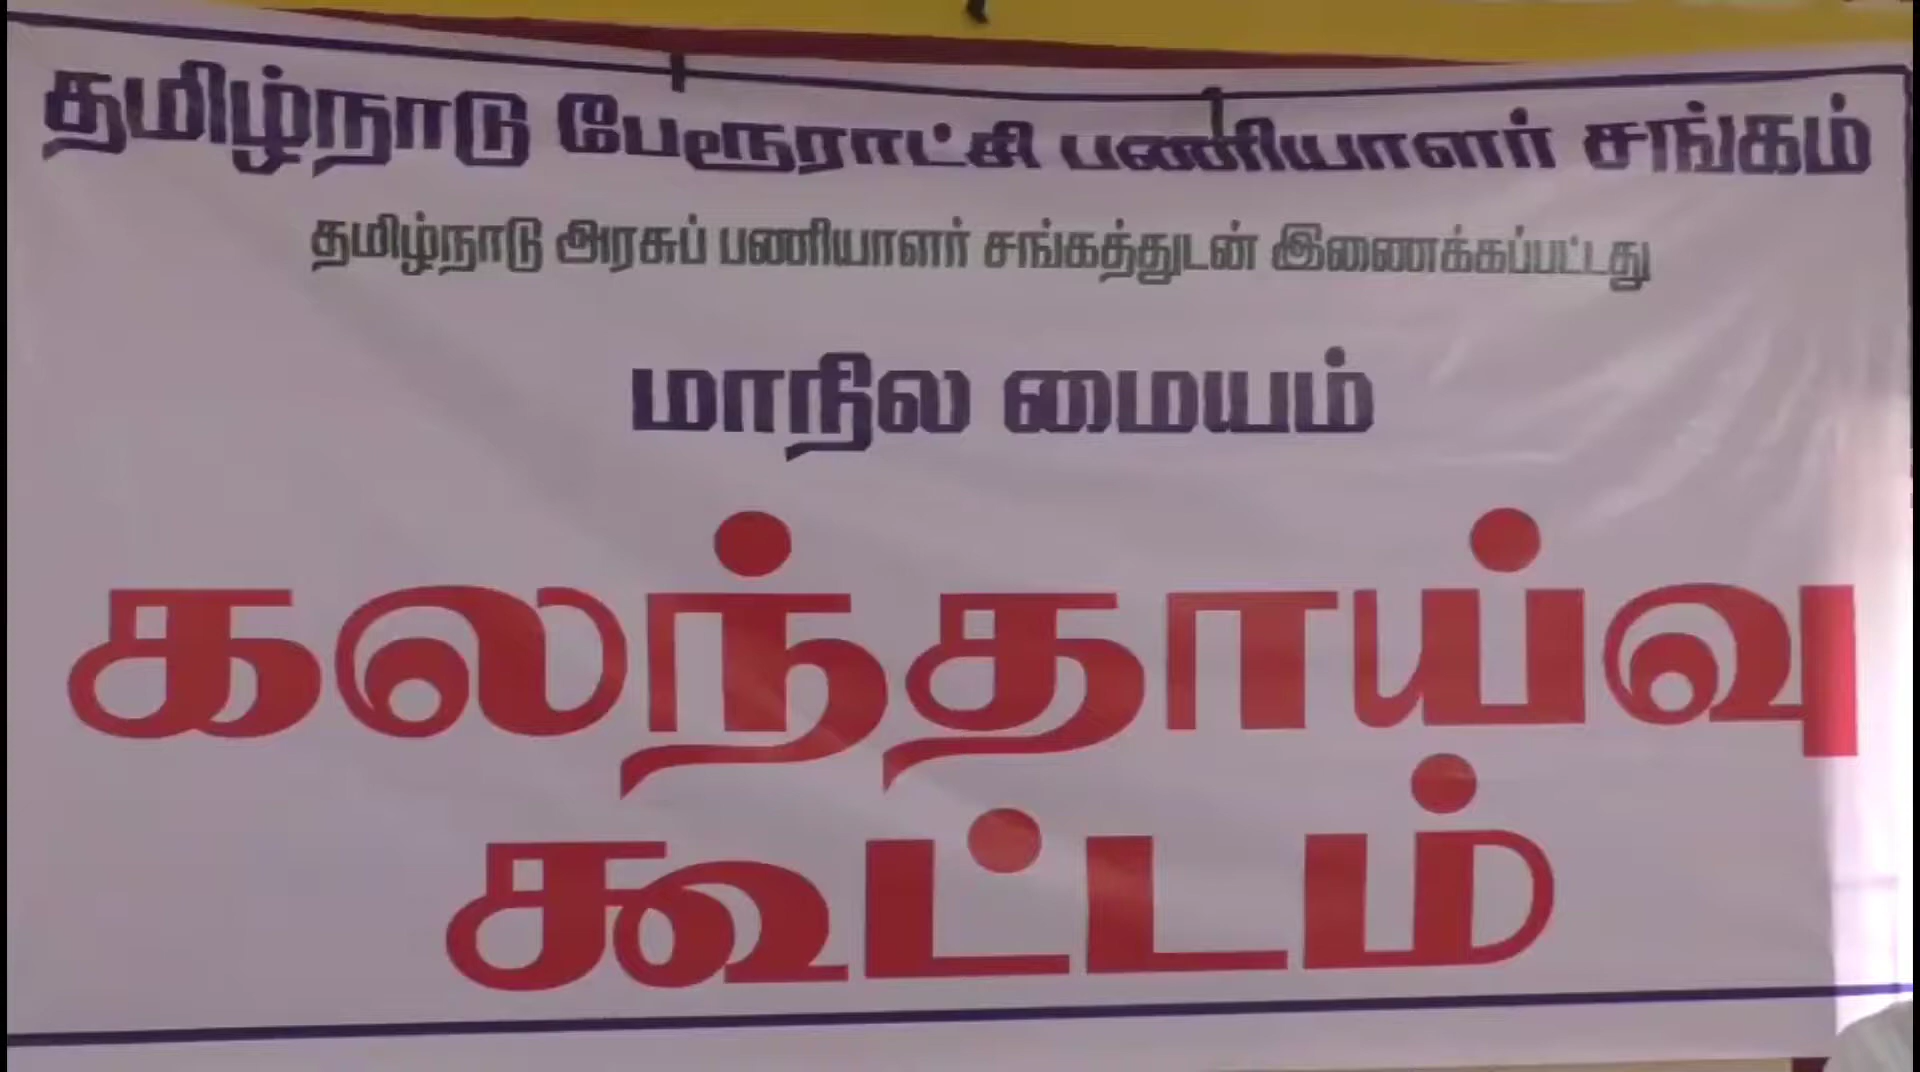 தமிழ்நாடு பேரூராட்சி பணியாளர் சங்கம்
தமிழ்நாடு அரசுப் பணியாளர் சங்கத்துடன் இணைக்கப்பட்டது
மாநில மையம்
கலந்தாய்வு
கூட்டம்